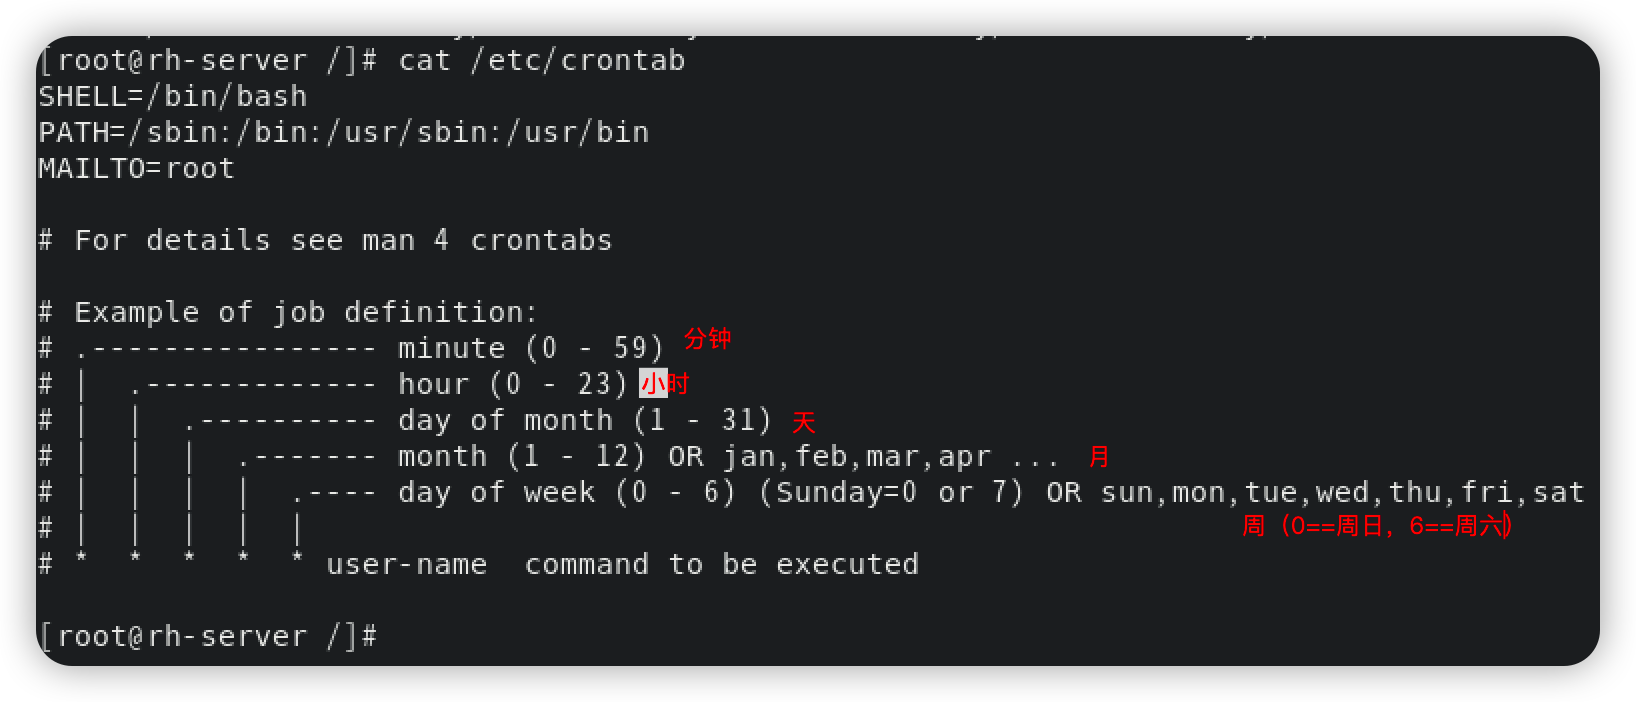 [root@rh-server /]# cat /etc/crontab
SHELL=/bin/bash
PATH=/sbin:/bin:/usr/sbin:/usr/bin
MAILTO=root
# For details see man 4 crontabs
# Example of job definition:
# .---------------- minute (0 - 59) 分钟
# |  .------------- hour (0 - 23) 小时
# |  |  .---------- day of month (1 - 31) 天
# |  |  |  .------- month (1 - 12) OR jan,feb,mar,apr ... 月
# |  |  |  |  .---- day of week (0 - 6) (Sunday=0 or 7) OR sun,mon,tue,wed,thu,fri,sat
# |  |  |  |  | 周（0==周日，6==周六）
# *  *  *  *  * user-name  command to be executed
[root@rh-server /]#